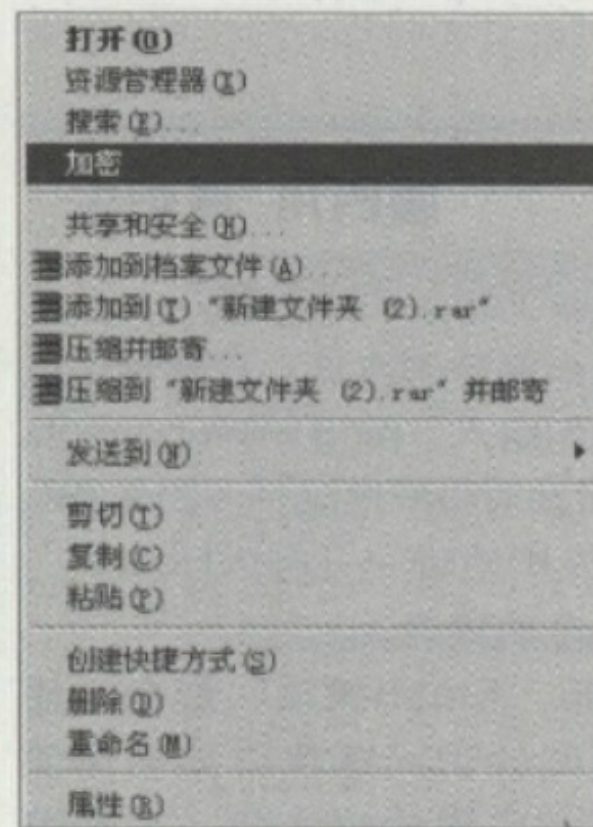 打开(O)
资源管理器(X)
搜索(E)...
加密
共享和安全(H)...
添加到档案文件(A)...
添加到(T) "新建文件夹 (2).rar"
压缩并邮寄...
压缩到 "新建文件夹 (2).rar" 并邮寄
发送到(N)
剪切(T)
复制(C)
粘贴(P)
创建快捷方式(S)
删除(D)
重命名(M)
属性(R)